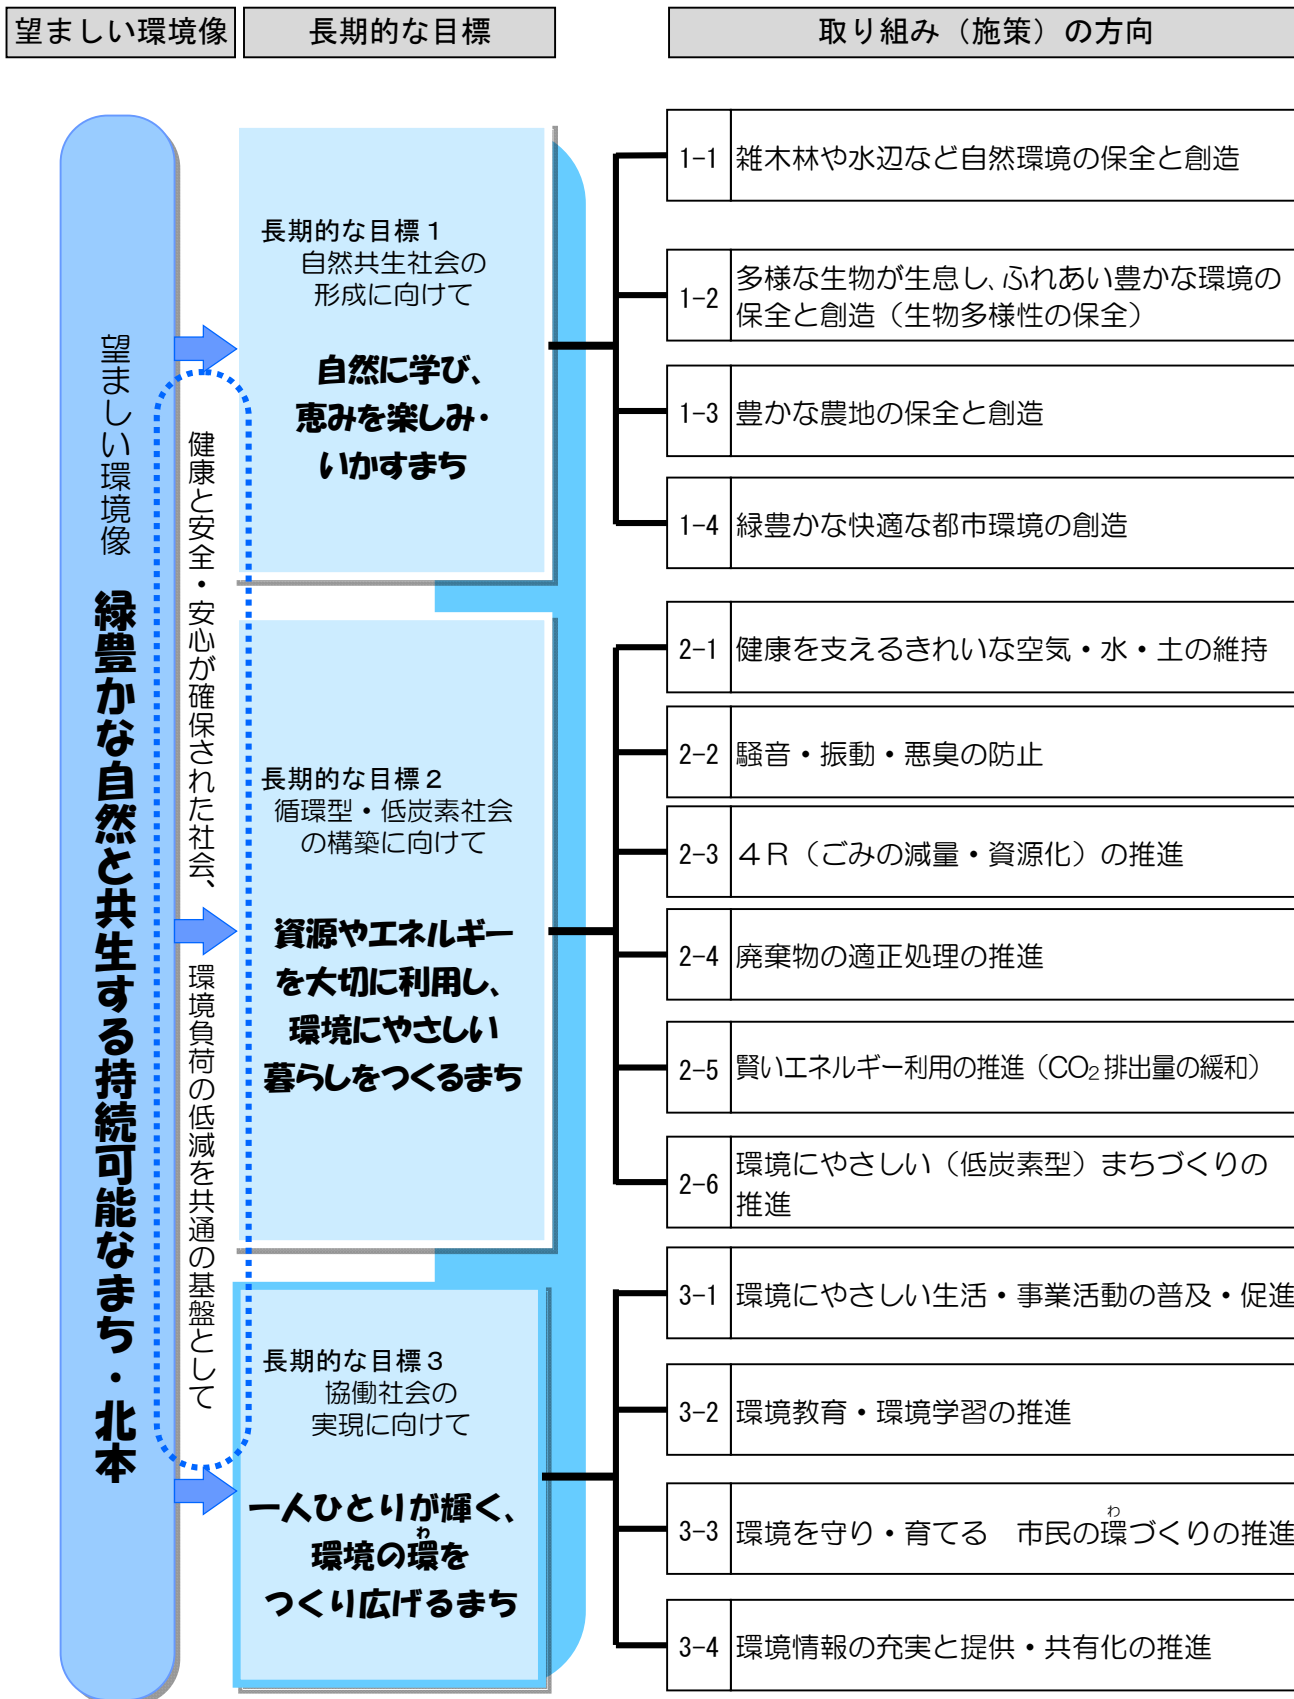 望ましい環境像
長期的な目標
取り組み（施策）の方向
望ましい環境像　緑豊かな自然と共生する持続可能なまち・北本
健康と安全・安心が確保された社会、環境負荷の低減を共通の基盤として
長期的な目標１
自然共生社会の
形成に向けて
自然に学び、
恵みを楽しみ・
いかすまち
1-1 雑木林や水辺など自然環境の保全と創造
1-2 多様な生物が生息し、ふれあい豊かな環境の
保全と創造（生物多様性の保全）
1-3 豊かな農地の保全と創造
1-4 緑豊かな快適な都市環境の創造
長期的な目標２
循環型・低炭素社会
の構築に向けて
資源やエネルギー
を大切に利用し、
環境にやさしい
暮らしをつくるまち
2-1 健康を支えるきれいな空気・水・土の維持
2-2 騒音・振動・悪臭の防止
2-3 ４Ｒ（ごみの減量・資源化）の推進
2-4 廃棄物の適正処理の推進
2-5 賢いエネルギー利用の推進（CO₂排出量の緩和）
2-6 環境にやさしい（低炭素型）まちづくりの
推進
長期的な目標３
協働社会の
実現に向けて
一人ひとりが輝く、
わ
環境の環を
つくり広げるまち
3-1 環境にやさしい生活・事業活動の普及・促進
3-2 環境教育・環境学習の推進
わ
3-3 環境を守り・育てる　市民の環づくりの推進
3-4 環境情報の充実と提供・共有化の推進